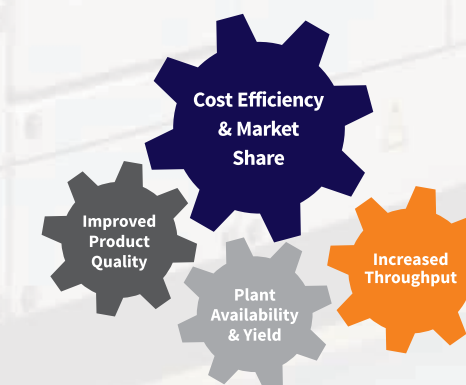 Cost Efficiency
& Market
Share
Improved
Product
Quality
Increased
Throughput
Plant
Availability
& Yield